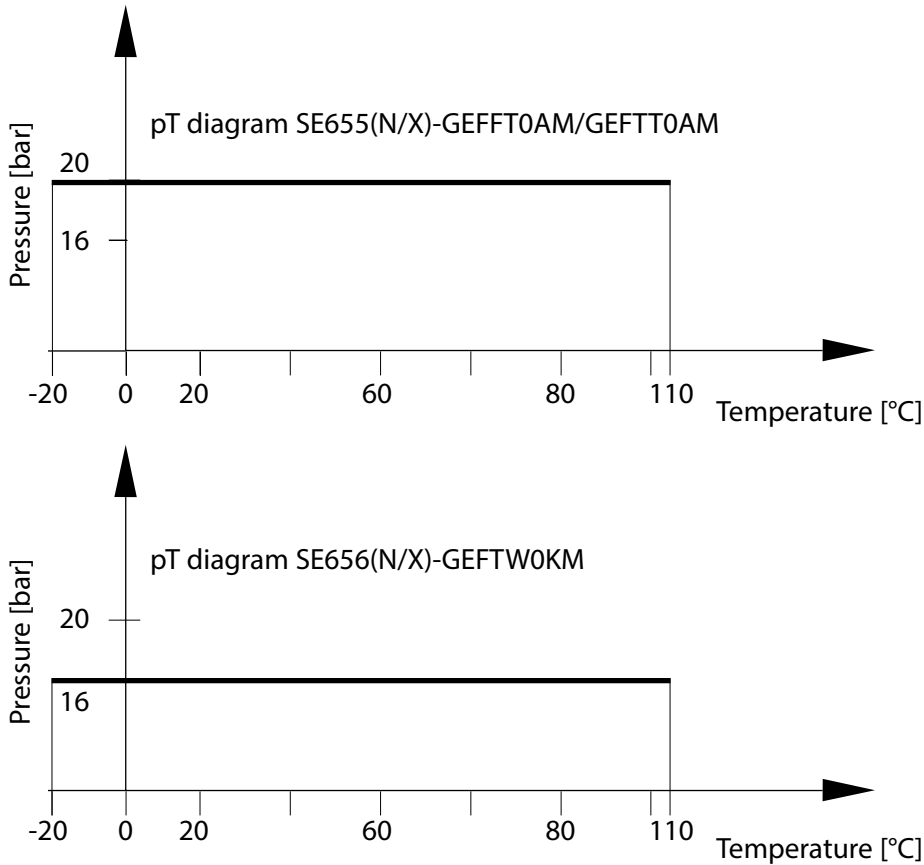 pT diagram SE655(N/X)-GEFFT0AM/GEFTT0AM
Pressure [bar]
20
16
-20 0 20 60 80 110
Temperature [°C]
pT diagram SE656(N/X)-GEFTW0KM
Pressure [bar]
20
16
-20 0 20 60 80 110
Temperature [°C]